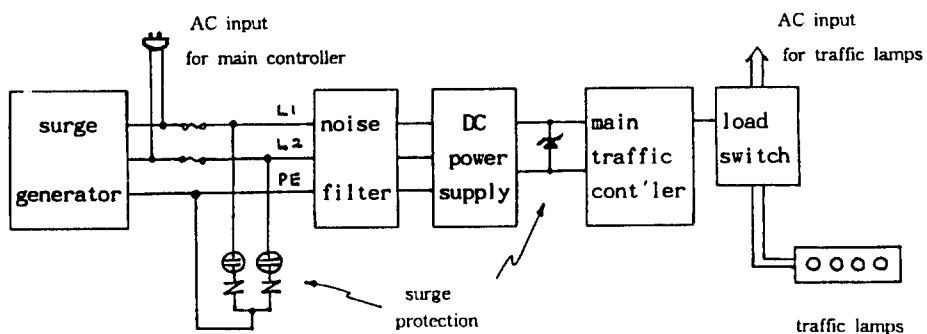 AC input
for main controller
AC input
for traffic lamps
surge
generator
L1
L2
PE
noise
filter
DC
power
supply
main
traffic
cont'ler
load
switch
surge
protection
traffic lamps